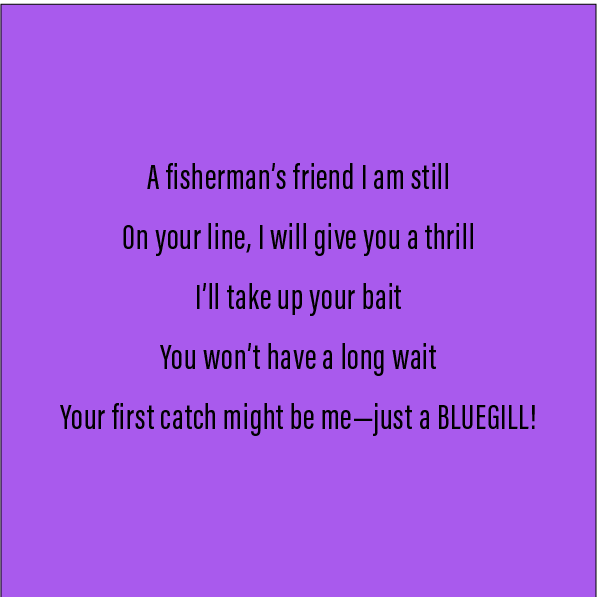 A fisherman’s friend I am still
On your line, I will give you a thrill
I’ll take up your bait
You won’t have a long wait
Your first catch might be me—just a BLUEGILL!